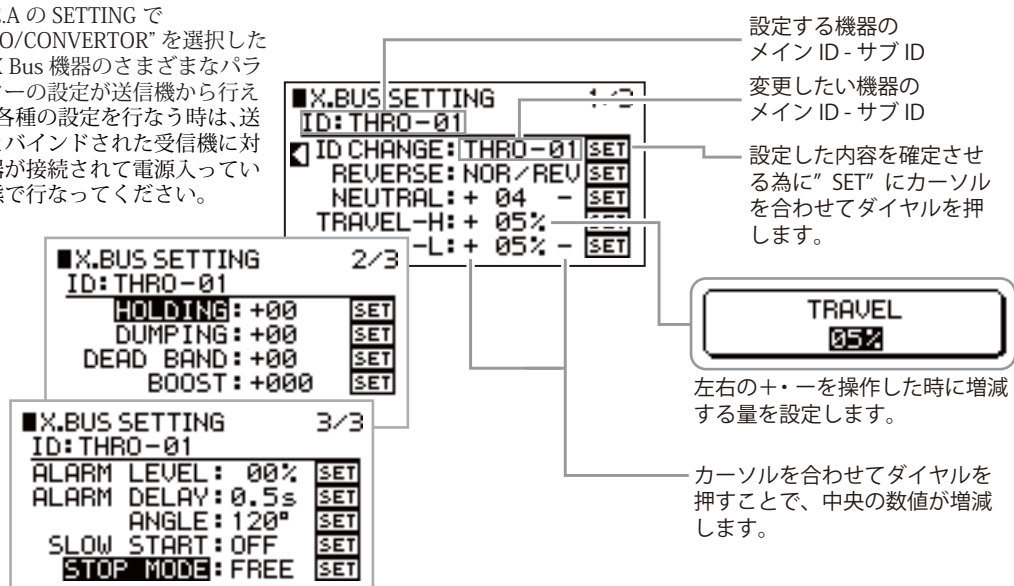 .A の SETTING で
O/CONVERTOR” を選択した
X Bus 機器のさまざまなパラ
ーの設定が送信機から行え
各種の設定を行なう時は、送
バインドされた受信機に対
器が接続されて電源入ってい
態で行なってください。
設定する機器の
メイン ID - サブ ID
変更したい機器の
メイン ID - サブ ID
設定した内容を確定させ
る為に” SET” にカーソル
を合わせてダイヤルを押
します。
■X.BUS SETTING 1/3
ID:THRO-01
ID CHANGE:THRO-01 SET
REVERSE:NOR/REV SET
NEUTRAL:+ 04 - SET
TRAVEL-H:+ 05%
-L:+ 05% - SET
■X.BUS SETTING 2/3
ID:THRO-01
HOLDING:+00 SET
DUMPING:+00 SET
DEAD BAND:+00 SET
BOOST:+000 SET
■X.BUS SETTING 3/3
ID:THRO-01
ALARM LEVEL: 00% SET
ALARM DELAY:0.5s SET
ANGLE:120° SET
SLOW START:OFF SET
STOP MODE:FREE SET
TRAVEL
05%
左右の＋・－を操作した時に増減
する量を設定します。
カーソルを合わせてダイヤルを
押すことで、中央の数値が増減
します。